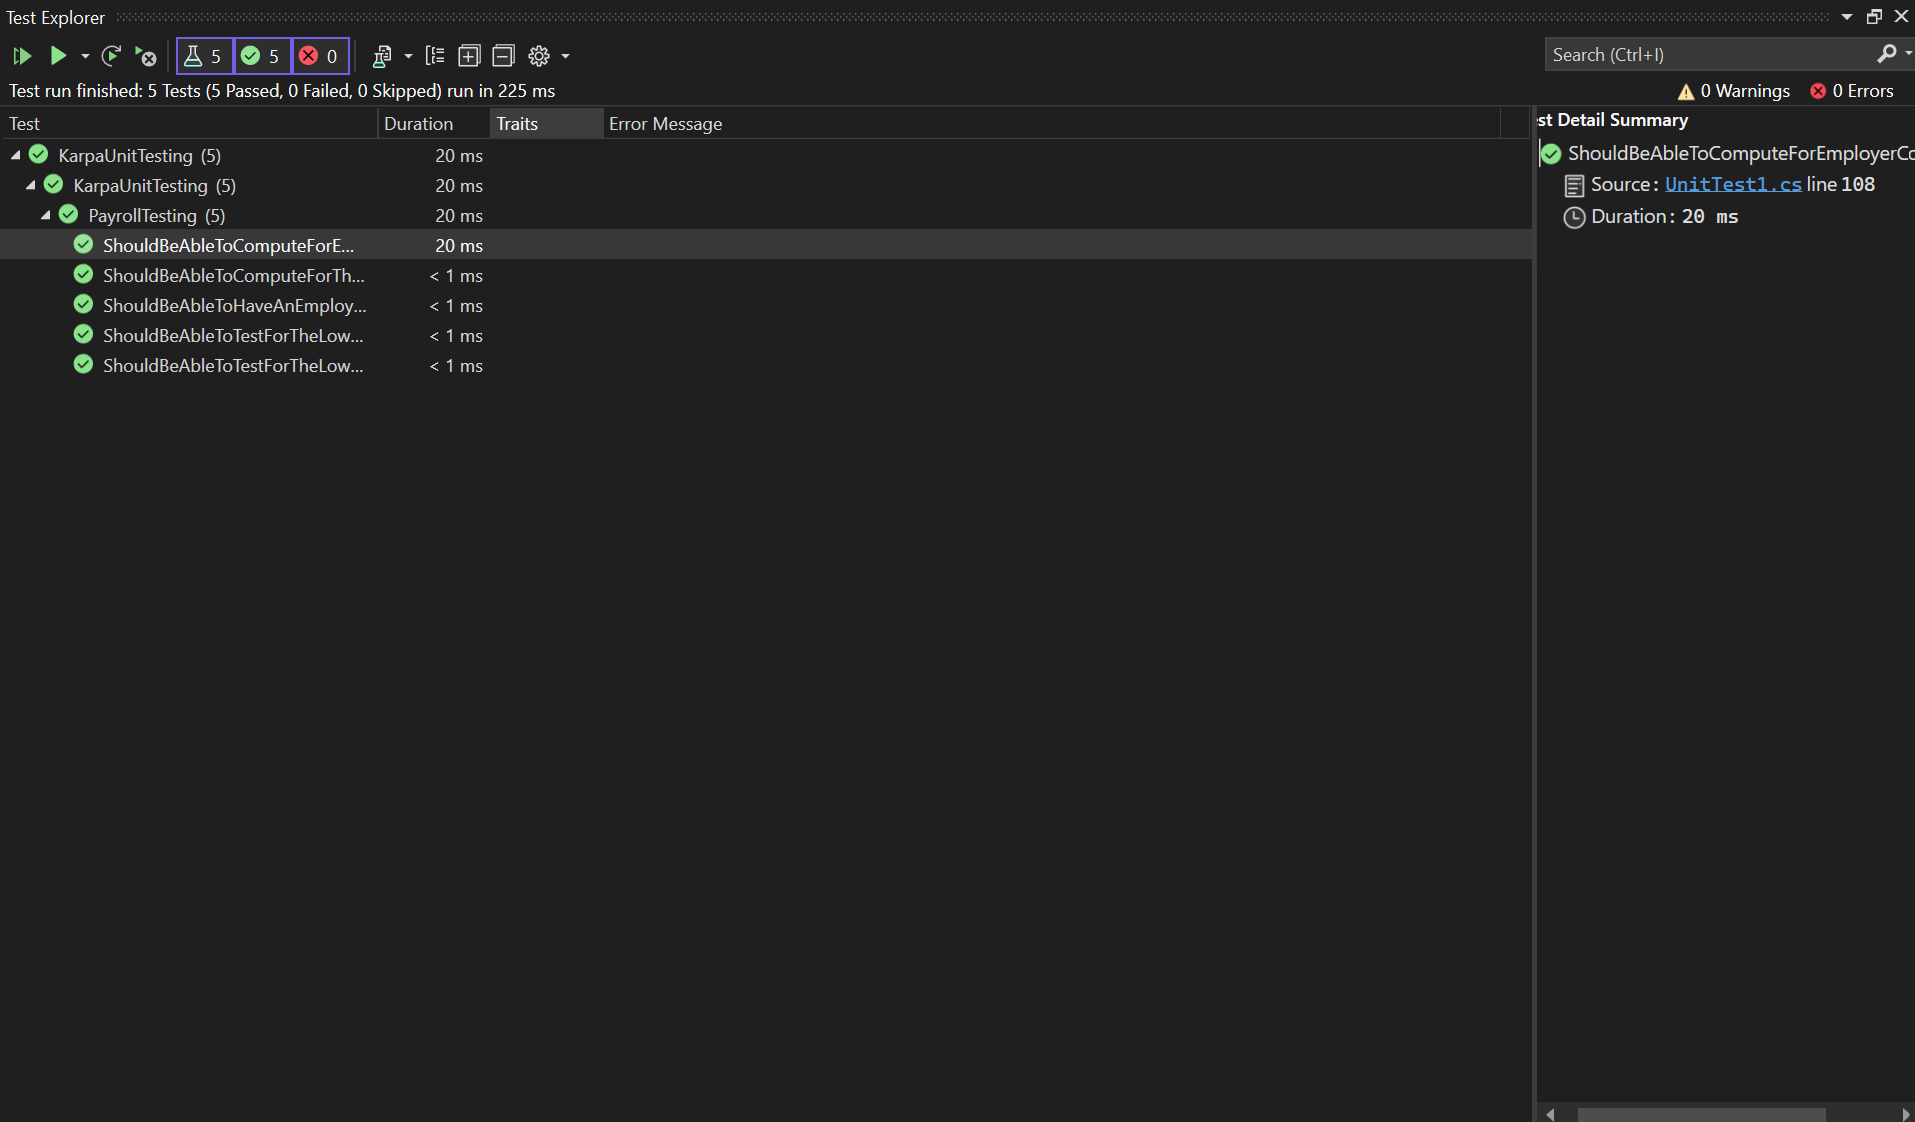 Test Explorer
5 5 0
Search (Ctrl+I)
Test run finished: 5 Tests (5 Passed, 0 Failed, 0 Skipped) run in 225 ms
0 Warnings 0 Errors
Test Duration Traits Error Message
KarpaUnitTesting (5) 20 ms
KarpaUnitTesting (5) 20 ms
PayrollTesting (5) 20 ms
ShouldBeAbleToComputeForE... 20 ms
ShouldBeAbleToComputeForTh... < 1 ms
ShouldBeAbleToHaveAnEmploy... < 1 ms
ShouldBeAbleToTestForTheLow... < 1 ms
ShouldBeAbleToTestForTheLow... < 1 ms
st Detail Summary
ShouldBeAbleToComputeForEmployerCo
Source: UnitTest1.cs line 108
Duration: 20 ms